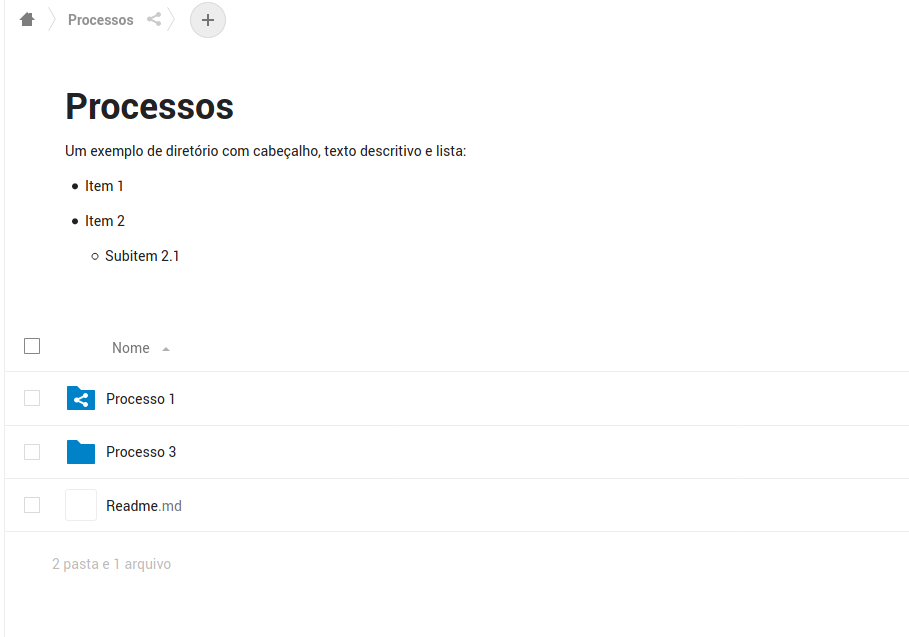 Processos
Processos
Um exemplo de diretório com cabeçalho, texto descritivo e lista:
Item 1
Item 2
Subitem 2.1
Nome
Processo 1
Processo 3
Readme.md
2 pasta e 1 arquivo